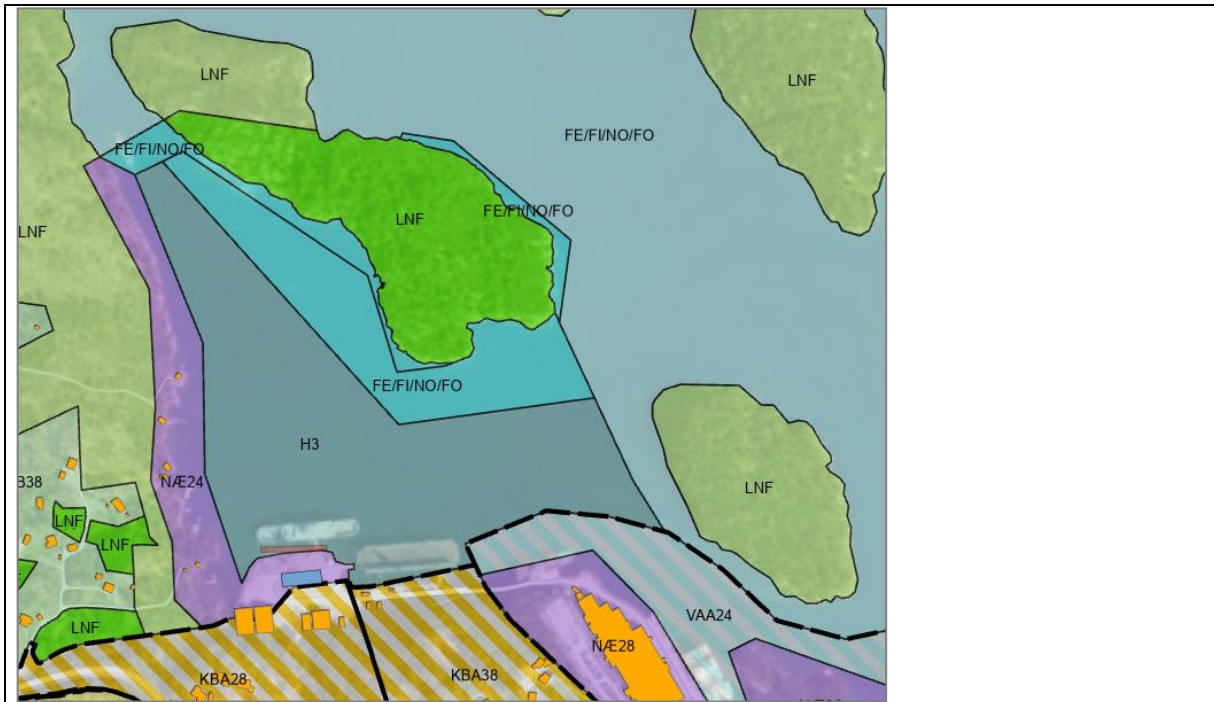 LNF
LNF
FE/FI/NO/FO
FE/FI/NO/FO
LNF
FE/FI/NO/FO
LNF
FE/FI/NO/FO
H3
B38
NÆ24
LNF
LNF
LNF
VAA24
LNF
NÆ28
KBA28
KBA38